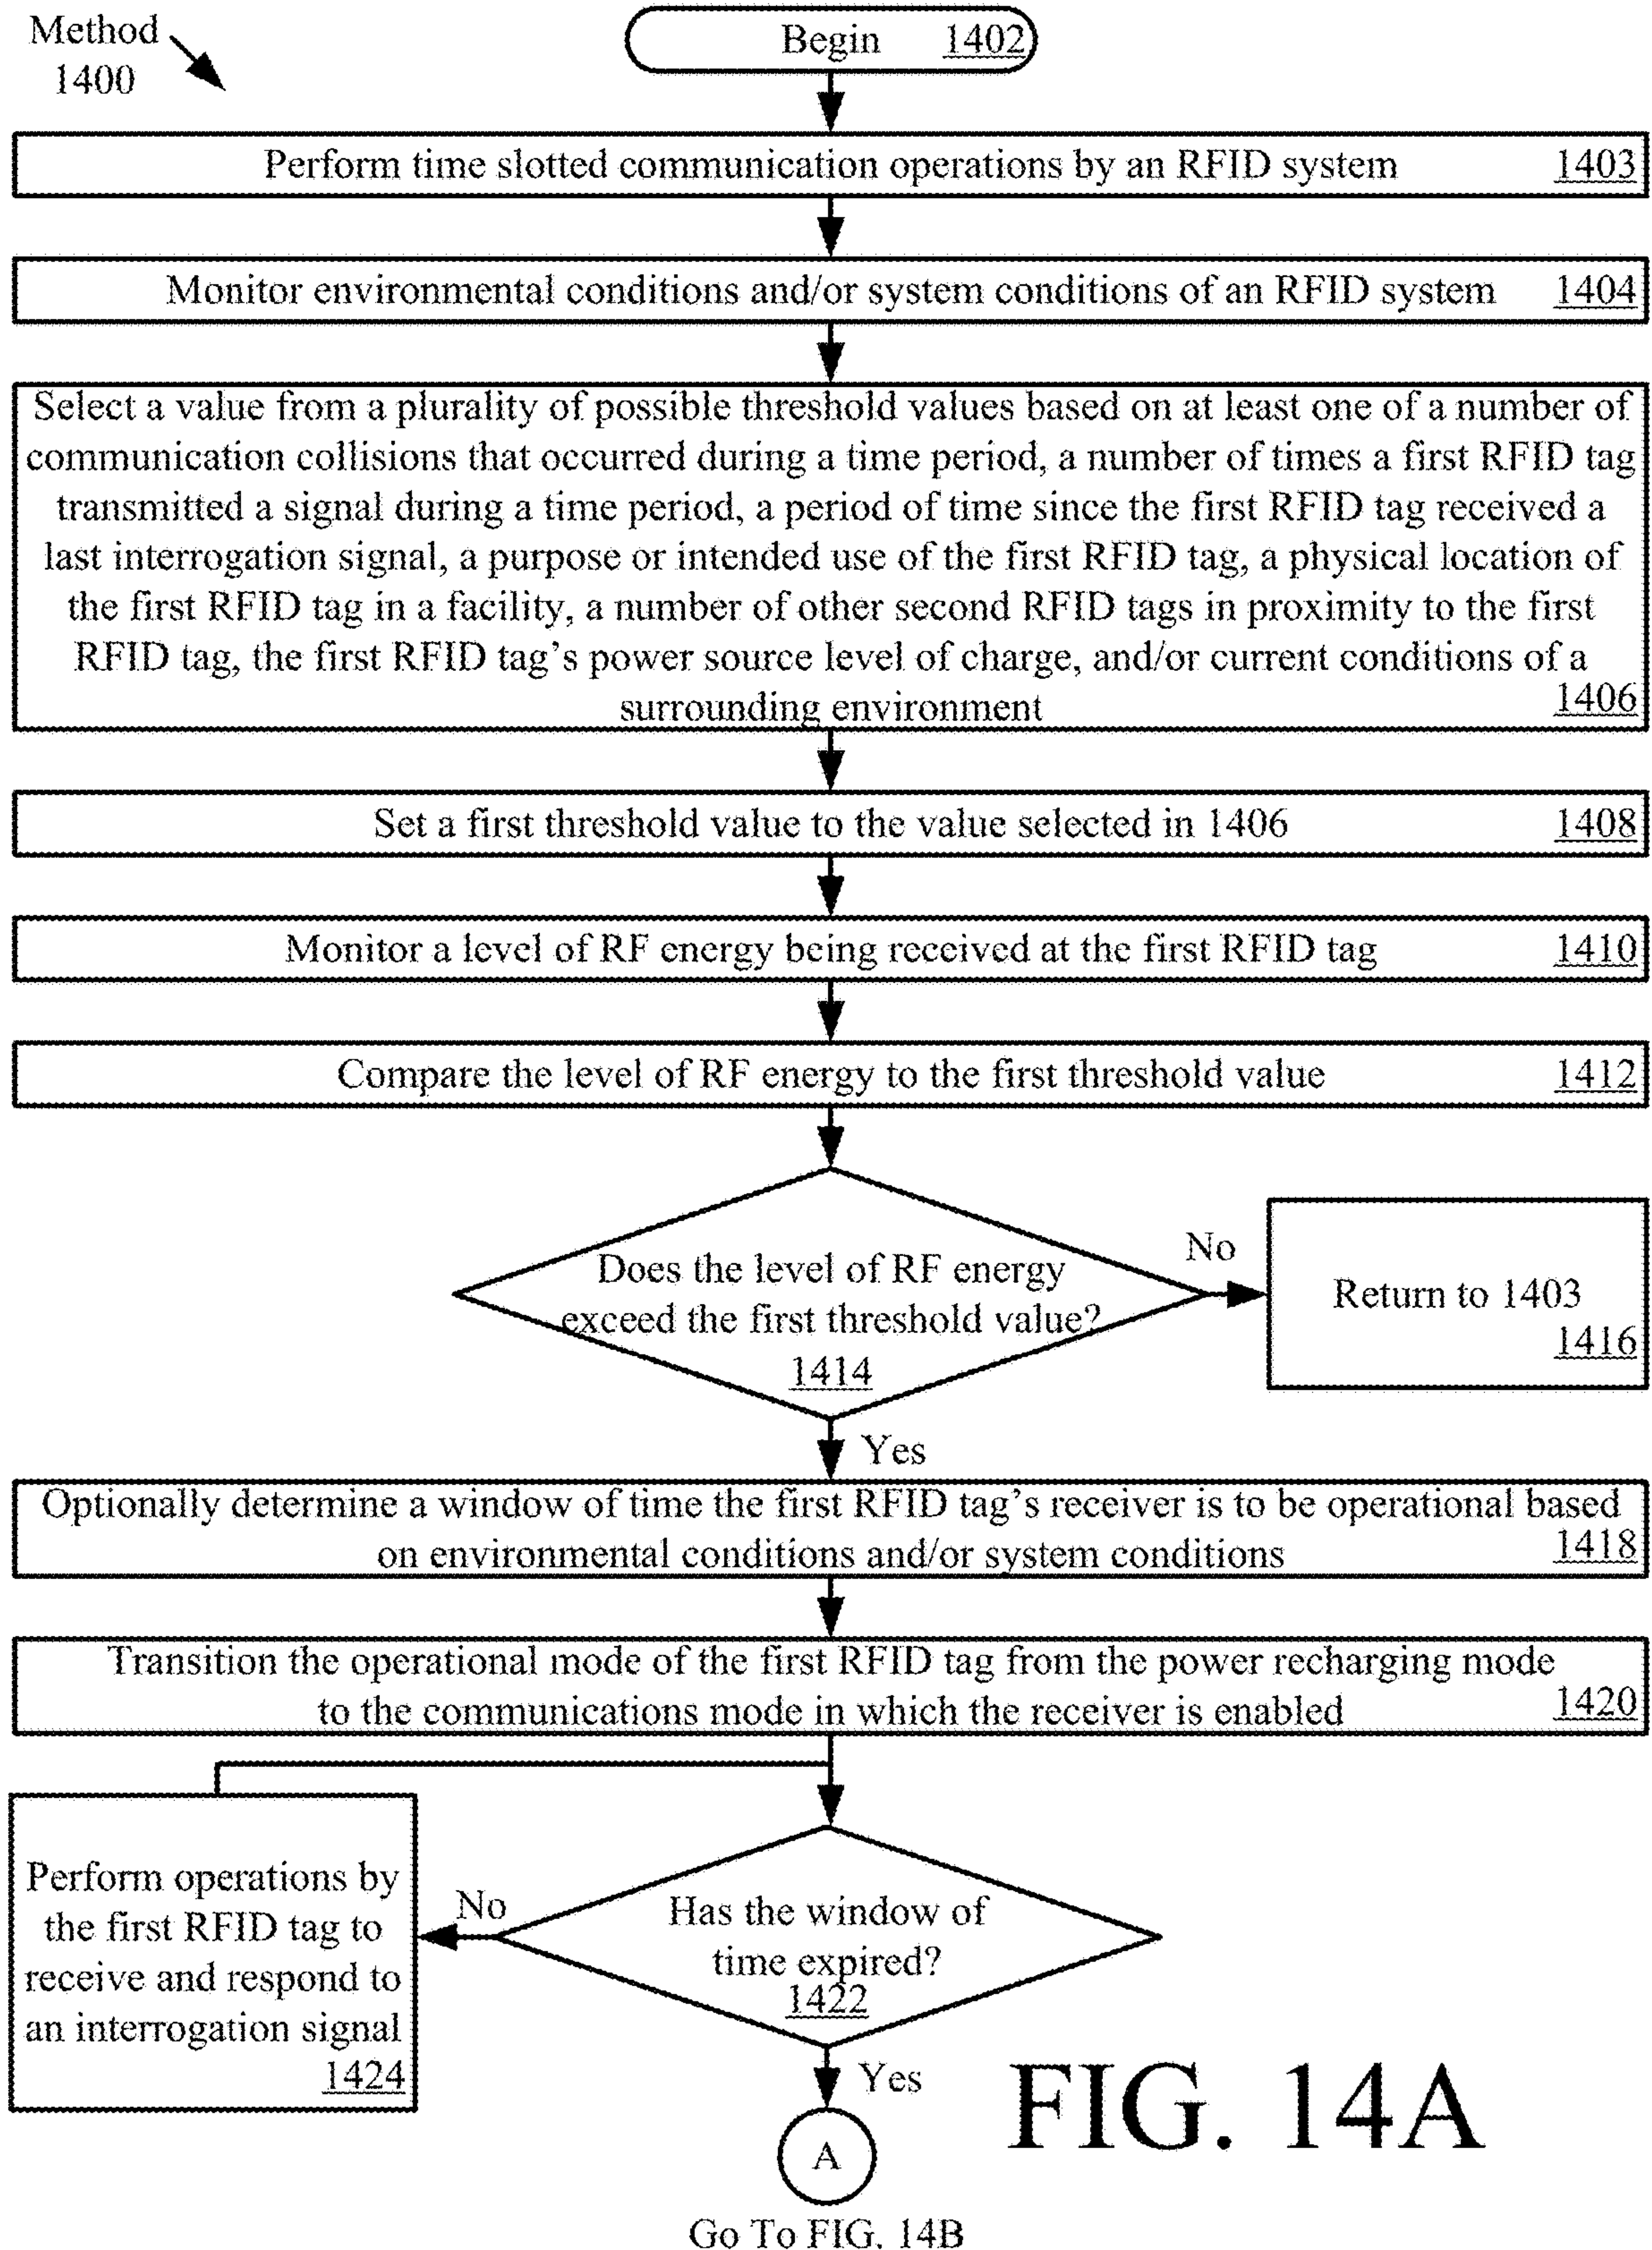 Method
1400
Begin 1402
Perform time slotted communication operations by an RFID system 1403
Monitor environmental conditions and/or system conditions of an RFID system 1404
Select a value from a plurality of possible threshold values based on at least one of a number of
communication collisions that occurred during a time period, a number of times a first RFID tag
transmitted a signal during a time period, a period of time since the first RFID tag received a
last interrogation signal, a purpose or intended use of the first RFID tag, a physical location of
the first RFID tag in a facility, a number of other second RFID tags in proximity to the first
RFID tag, the first RFID tag's power source level of charge, and/or current conditions of a
surrounding environment 1406
Set a first threshold value to the value selected in 1406 1408
Monitor a level of RF energy being received at the first RFID tag 1410
Compare the level of RF energy to the first threshold value 1412
Does the level of RF energy
exceed the first threshold value?
1414
No
Return to 1403
1416
Yes
Optionally determine a window of time the first RFID tag's receiver is to be operational based
on environmental conditions and/or system conditions 1418
Transition the operational mode of the first RFID tag from the power recharging mode
to the communications mode in which the receiver is enabled 1420
Has the window of
time expired?
1422
No
Perform operations by
the first RFID tag to
receive and respond to
an interrogation signal
1424
Yes
A
Go To FIG. 14B
FIG. 14A